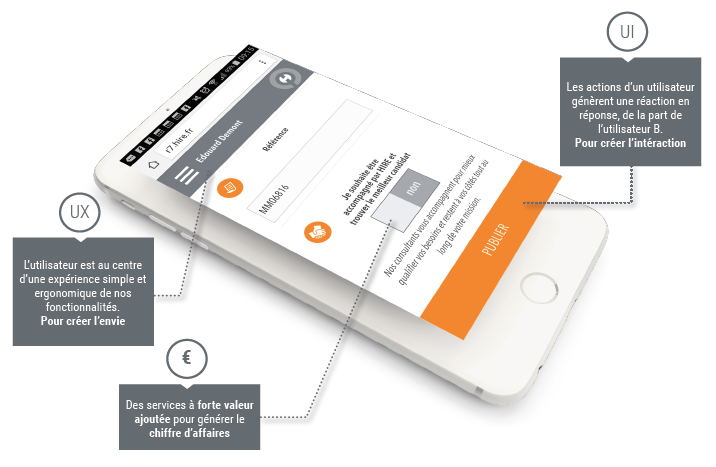 UI
Les actions d'un utilisateur
génèrent une réaction en
réponse, de la part de
l'utilisateur B.
Pour créer l'intéraction
UX
L'utilisateur est au centre
d'une expérience simple et
ergonomique de nos
fonctionnalités.
Pour créer l'envie
€
Des services à forte valeur
ajoutée pour générer le
chiffre d'affaires
09:15
r7.hire.fr
Edouard Demont
Référence
MM06816
Je souhaite être
accompagné par HIRE et
trouver le meilleur candidat
non
Nos consultants vous accompagnent pour mieux
qualifier vos besoins et restent à vos côtés tout au
long de votre mission.
PUBLIER